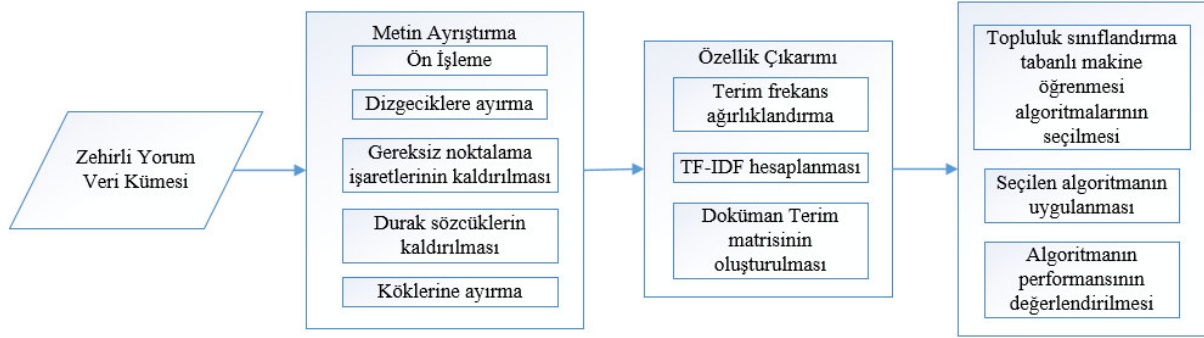 Zehirli Yorum
Veri Kümesi
Metin Ayrıştırma
Ön İşleme
Dizgeciklere ayırma
Gereksiz noktalama
işaretlerinin kaldırılması
Durak sözcüklerin
kaldırılması
Köklerine ayırma
Özellik Çıkarımı
Terim frekans
ağırlıklandırma
TF-IDF hesaplanması
Doküman Terim
matrisinin
oluşturulması
Topluluk sınıflandırma
tabanlı makine
öğrenmesi
algoritmalarının
seçilmesi
Seçilen algoritmanın
uygulanması
Algoritmanın
performansının
değerlendirilmesi